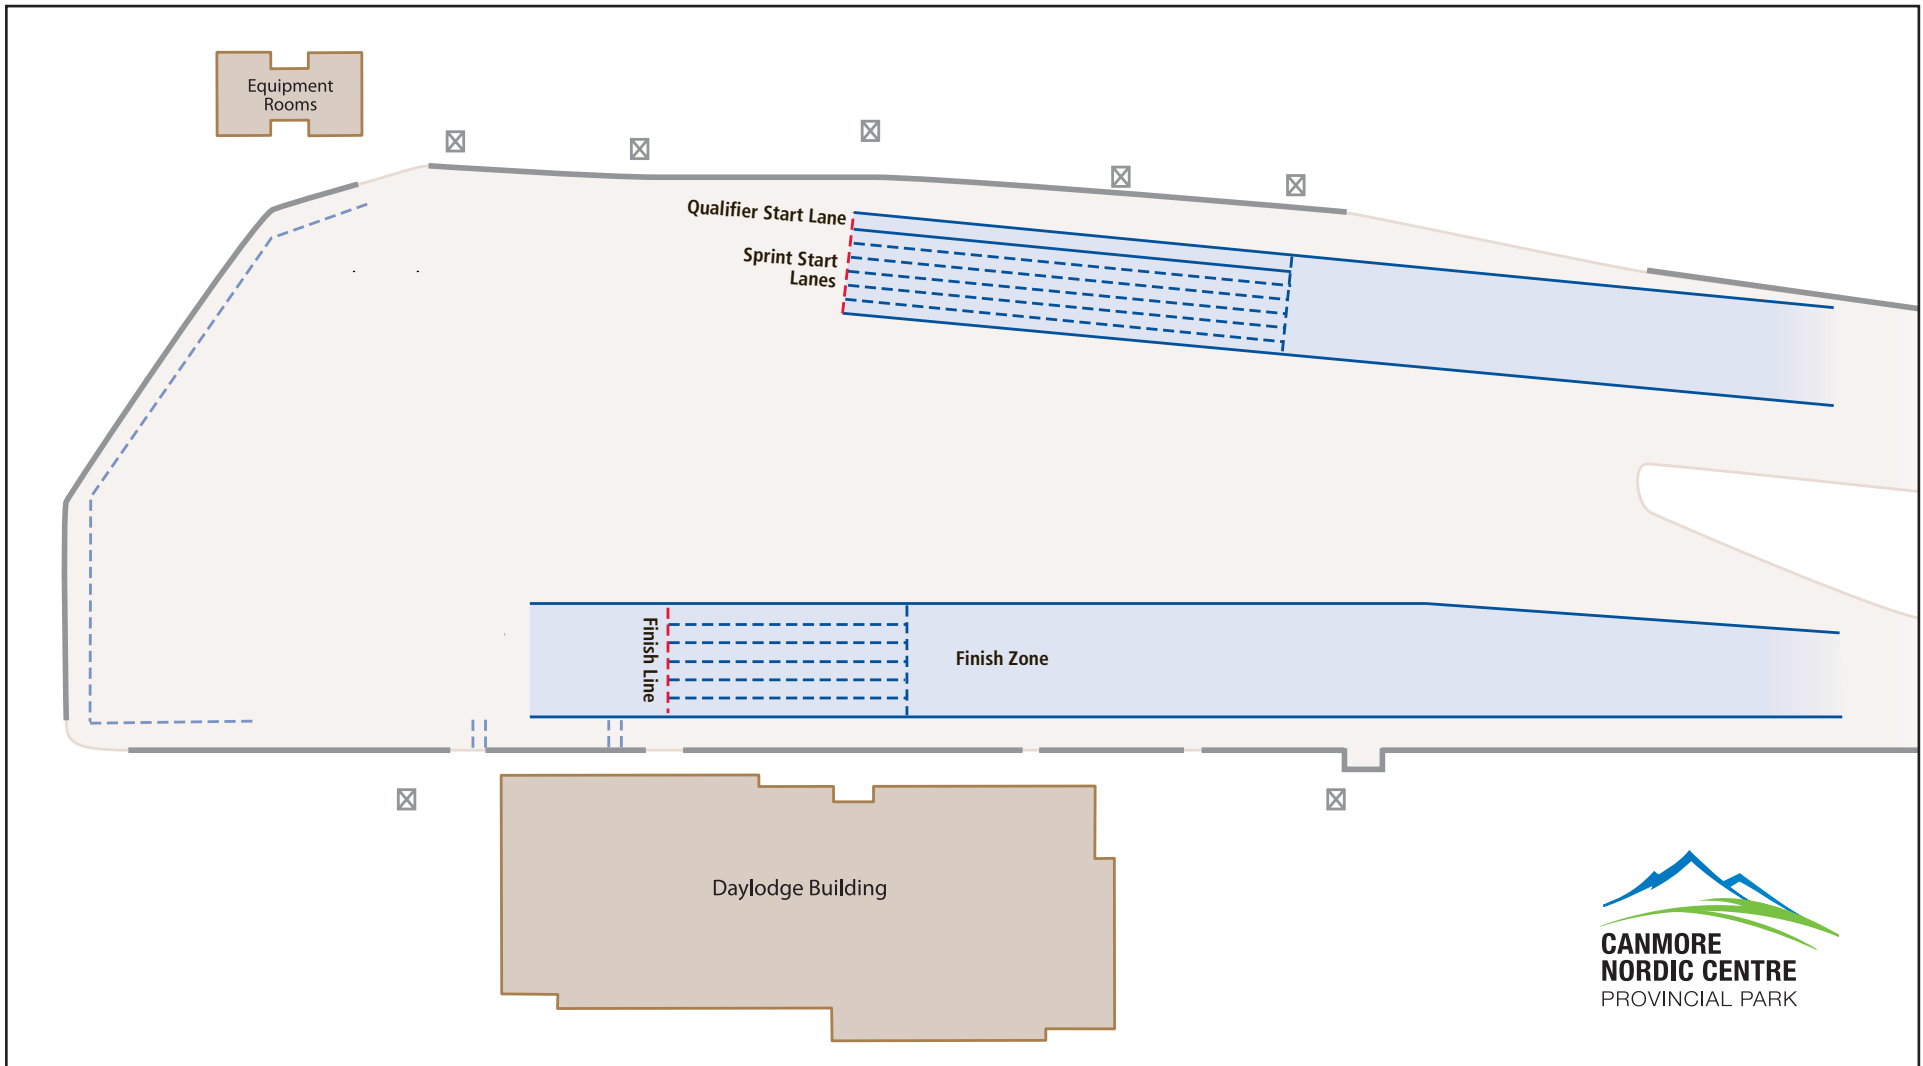 Equipment
Rooms
Qualifier Start Lane
Sprint Start
Lanes
Finish Line
Finish Zone
Daylodge Building
CANMORE
NORDIC CENTRE
PROVINCIAL PARK